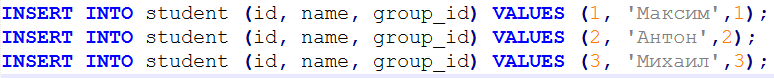 INSERT INTO student (id, name, group_id) VALUES (1, 'Максим',1);
INSERT INTO student (id, name, group_id) VALUES (2, 'Антон',2);
INSERT INTO student (id, name, group_id) VALUES (3, 'Михаил',3);